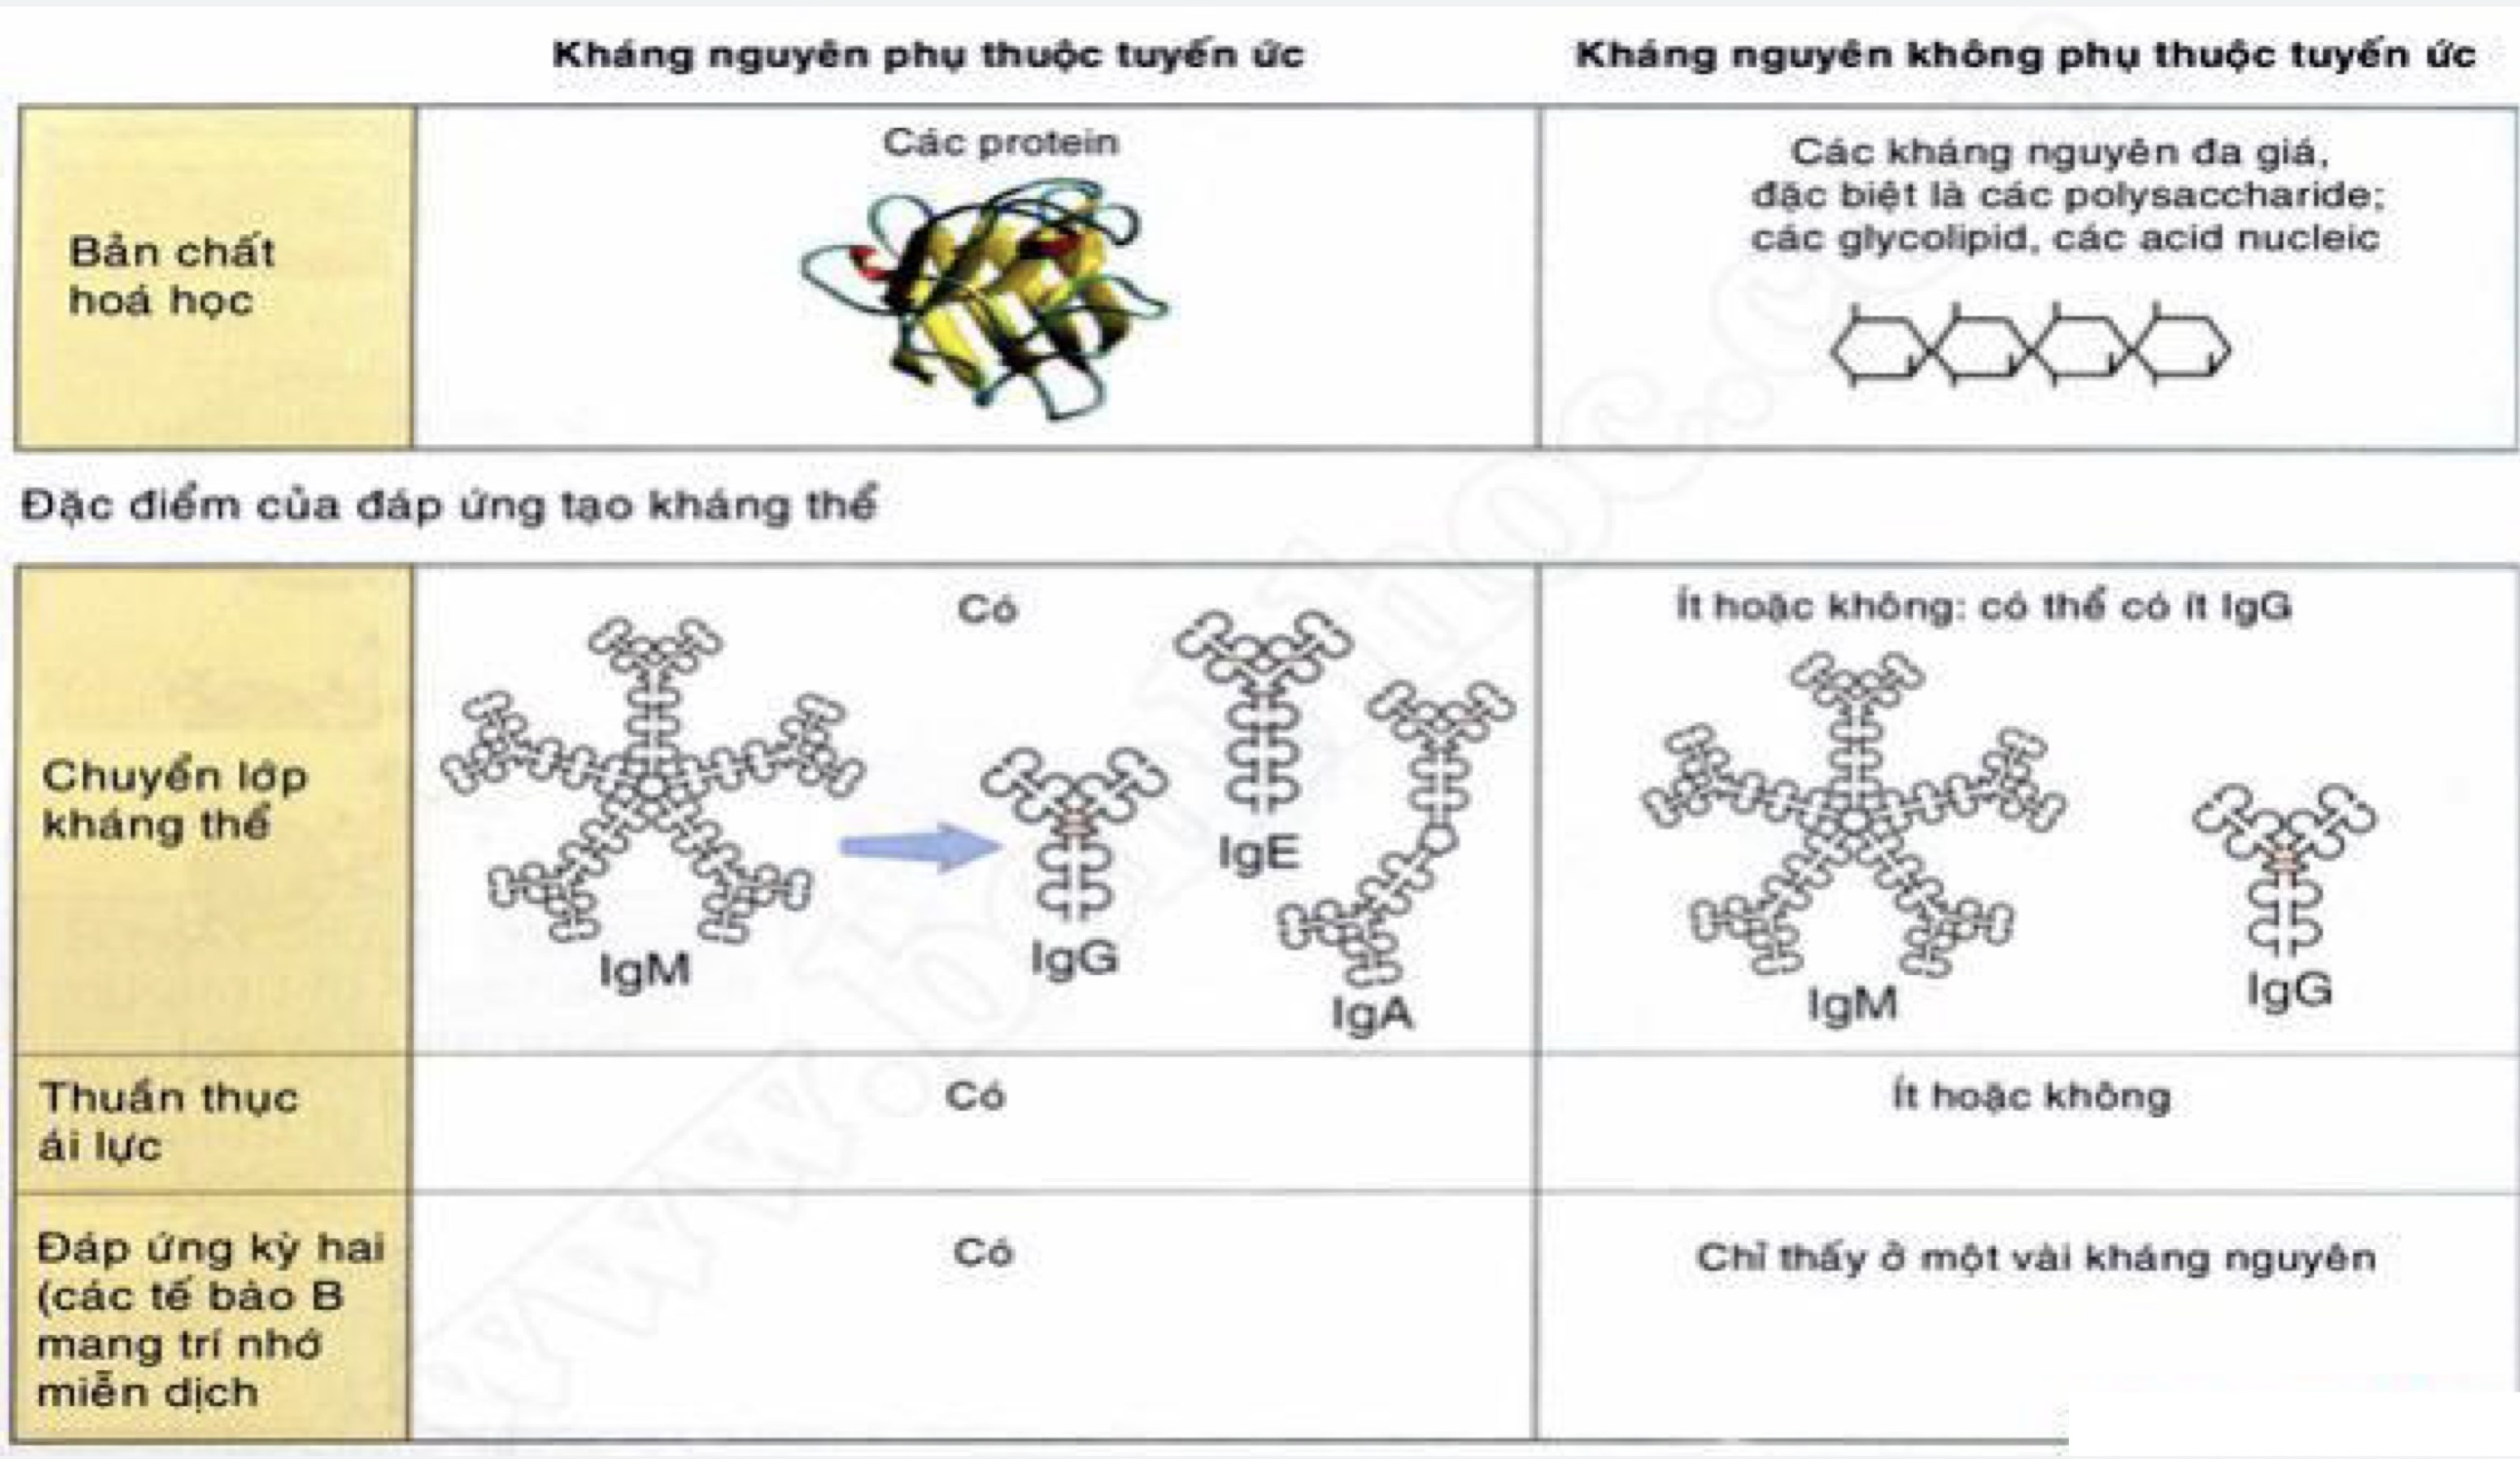 Kháng nguyên phụ thuộc tuyến ức
Kháng nguyên không phụ thuộc tuyến ức
Bản chất
hoá học
Các protein
Các kháng nguyên đa giá,
đặc biệt là các polysaccharide;
các glycolipid, các acid nucleic
Đặc điểm của đáp ứng tạo kháng thể
Chuyển lớp
kháng thể
Có
IgM
IgG
IgE
IgA
Ít hoặc không: có thể có ít IgG
IgM
IgG
Thuần thục
ái lực
Có
Ít hoặc không
Đáp ứng kỳ hai
(các tế bào B
mang trí nhớ
miễn dịch
Có
Chỉ thấy ở một vài kháng nguyên